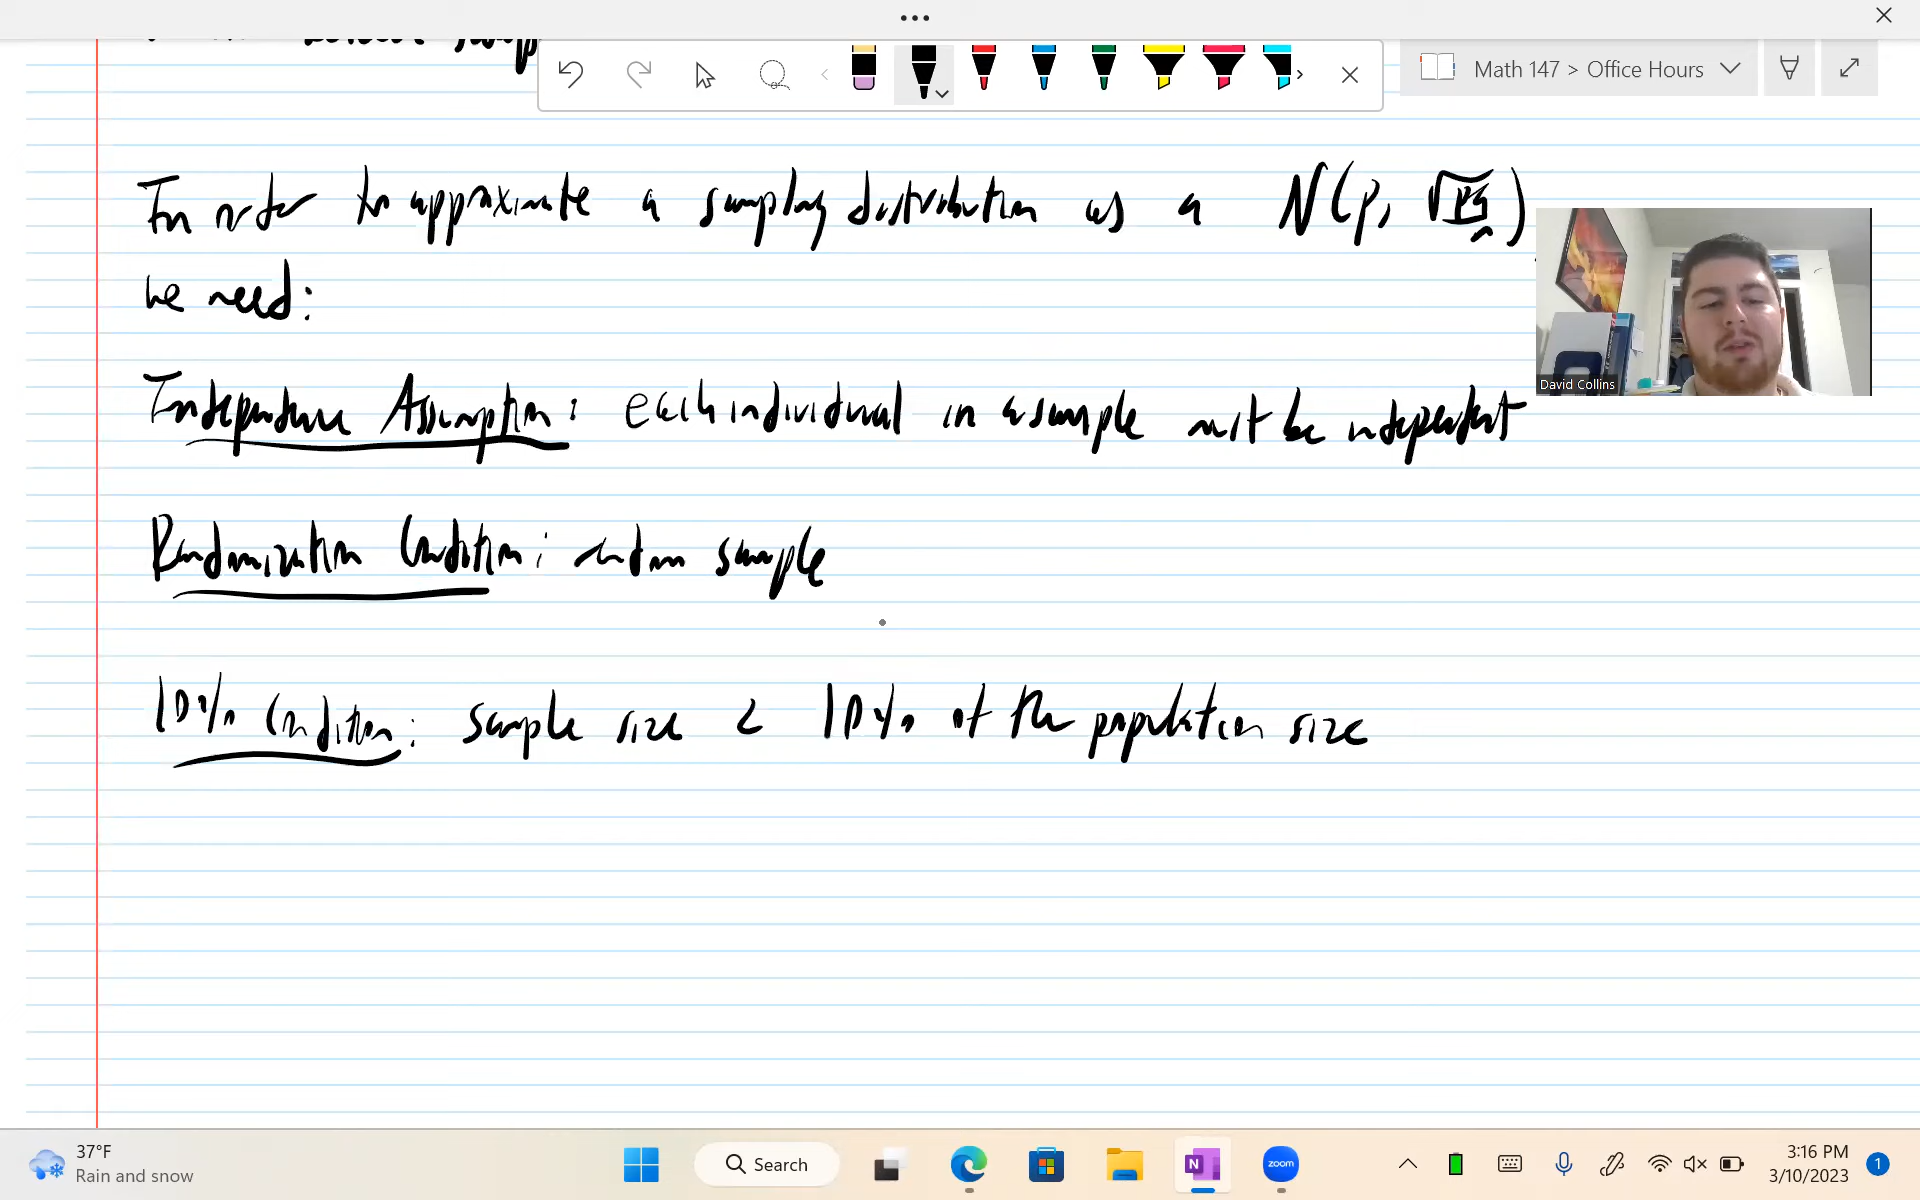 Math 147 > Office Hours
In order to approximate a sampling distribution as a N(p, √pq/n)
we need:
David Collins
Independence Assumption: each individual in a sample must be independent
Randomization Condition: random sample
10% Condition: sample size < 10% of the population size
37°F
Rain and snow
Search
N
zoom
3:16 PM
3/10/2023
1